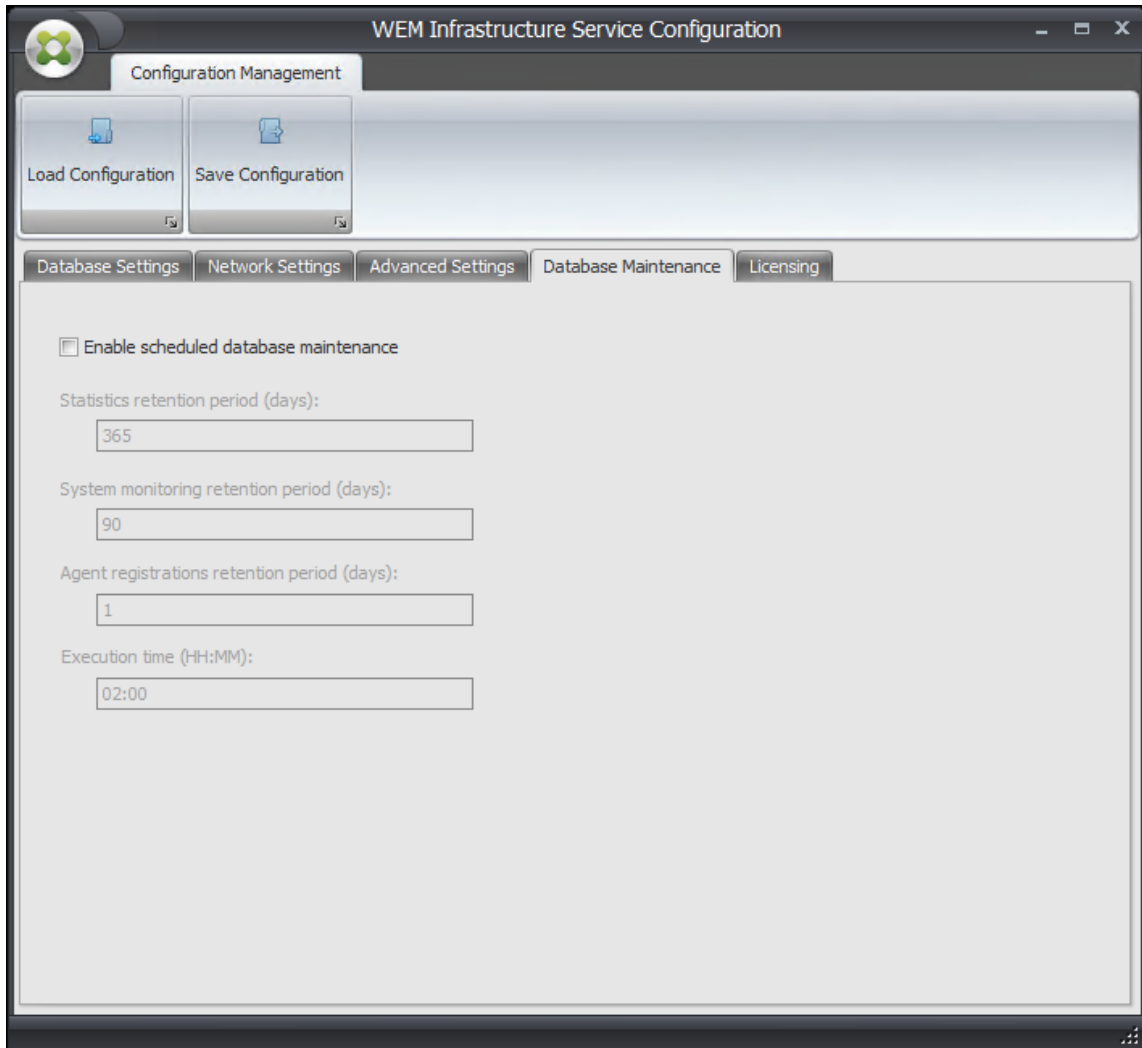 WEM Infrastructure Service Configuration
Configuration Management
Load Configuration
Save Configuration
Database Settings
Network Settings
Advanced Settings
Database Maintenance
Licensing
Enable scheduled database maintenance
Statistics retention period (days):
365
System monitoring retention period (days):
90
Agent registrations retention period (days):
1
Execution time (HH:MM):
02:00